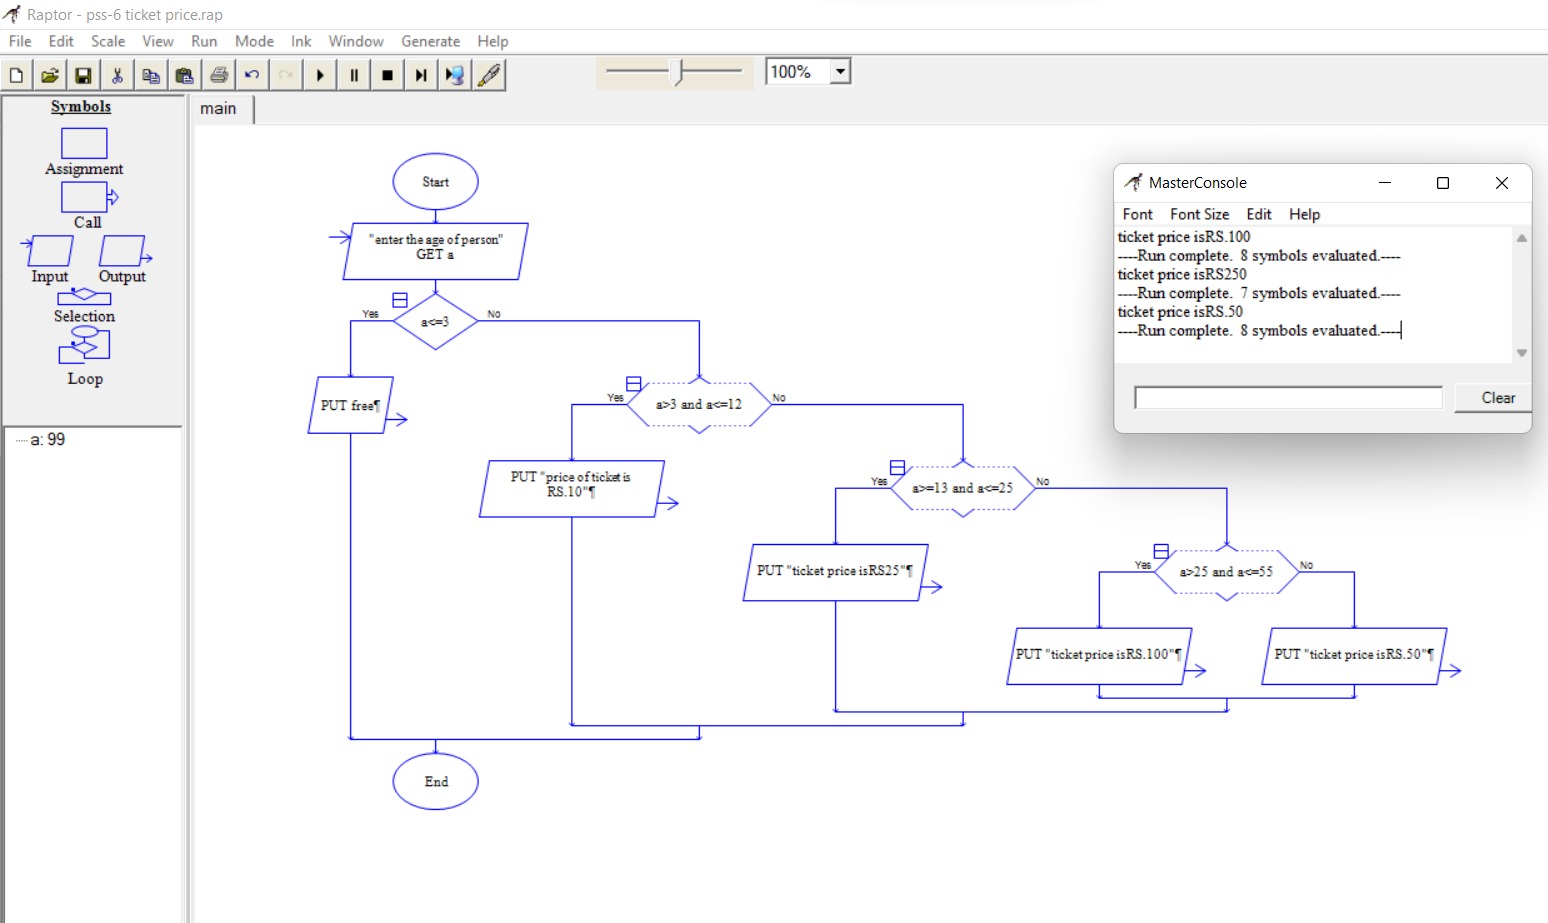 Raptor - pss-6 ticket price.rap
File Edit Scale View Run Mode Ink Window Generate Help
100%
Symbols
Assignment
Call
Input Output
Selection
Loop
a: 99
main
Start
"enter the age of person"
GET a
Yes
a<=3
No
PUT free¶
Yes
a>3 and a<=12
No
PUT "price of ticket is
RS.10"¶
Yes
a>=13 and a<=25
No
PUT "ticket price isRS25"¶
Yes
a>25 and a<=55
No
PUT "ticket price isRS.100"¶
PUT "ticket price isRS.50"¶
End
MasterConsole
Font Font Size Edit Help
ticket price isRS.100
----Run complete.  8 symbols evaluated.----
ticket price isRS250
----Run complete.  7 symbols evaluated.----
ticket price isRS.50
----Run complete.  8 symbols evaluated.----
Clear